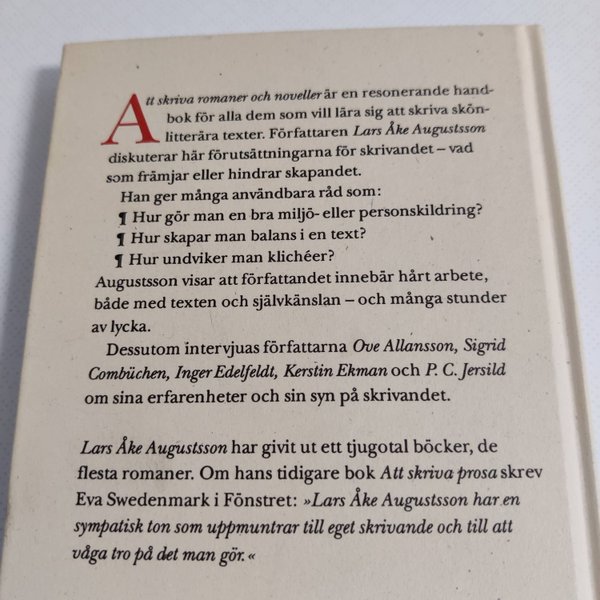 Att skriva romaner och noveller är en resonerande hand-
bok för alla dem som vill lära sig att skriva skön-
litterära texter. Författaren Lars Åke Augustsson
diskuterar här förutsättningarna för skrivandet – vad
som främjar eller hindrar skapandet.
Han ger många användbara råd som:
¶ Hur gör man en bra miljö- eller personskildring?
¶ Hur skapar man balans i en text?
¶ Hur undviker man klichéer?
Augustsson visar att författandet innebär hårt arbete,
både med texten och självkänslan – och många stunder
av lycka.
Dessutom intervjuas författarna Ove Allansson, Sigrid
Combüchen, Inger Edelfeldt, Kerstin Ekman och P. C. Jersild
om sina erfarenheter och sin syn på skrivandet.
Lars Åke Augustsson har givit ut ett tjugotal böcker, de
flesta romaner. Om hans tidigare bok Att skriva prosa skrev
Eva Swedenmark i Fönstret: »Lars Åke Augustsson har en
sympatisk ton som uppmuntrar till eget skrivande och till att
våga tro på det man gör.«